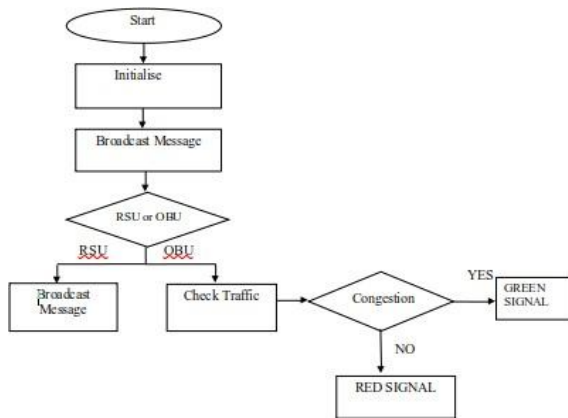 Start
Initialise
Broadcast Message
RSU or OBU
RSU OBU
Broadcast
Message
Check Traffic
Congestion
YES
GREEN
SIGNAL
NO
RED SIGNAL